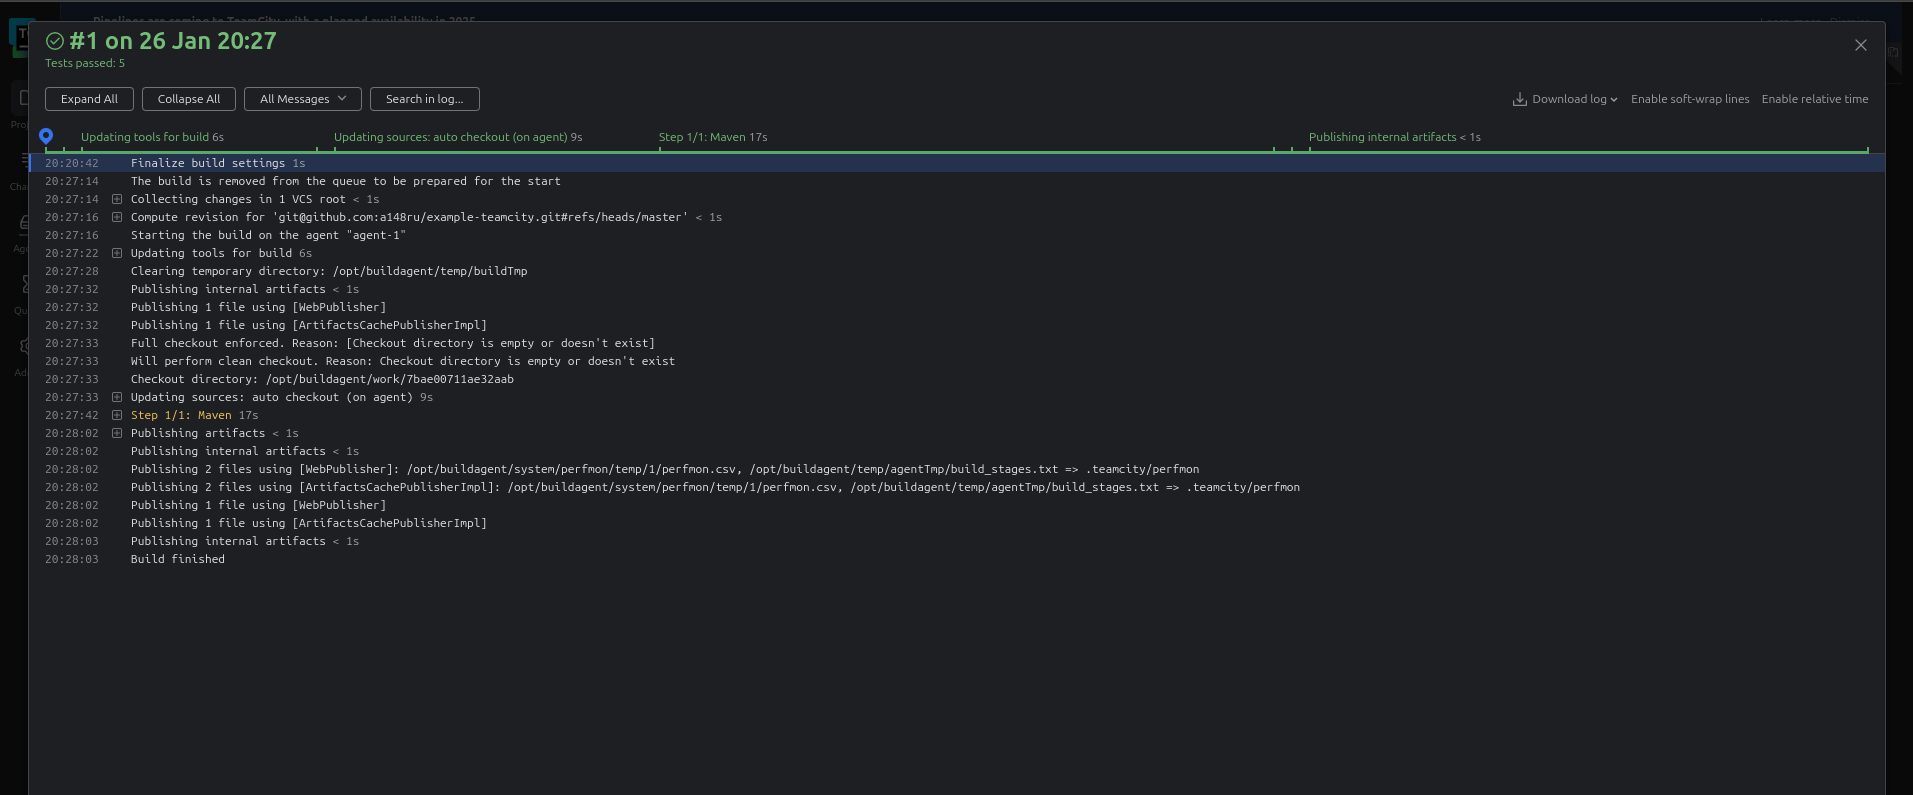 Pipelines are coming to TeamCity, with a planned availability in 2025
#1 on 26 Jan 20:27
Tests passed: 5
Expand All Collapse All All Messages Search in log... Download log Enable soft-wrap lines Enable relative time
Updating tools for build 6s Updating sources: auto checkout (on agent) 9s Step 1/1: Maven 17s Publishing internal artifacts < 1s
20:20:42 Finalize build settings 1s
20:27:14 The build is removed from the queue to be prepared for the start
20:27:14 Collecting changes in 1 VCS root < 1s
20:27:16 Compute revision for 'git@github.com:a148ru/example-teamcity.git#refs/heads/master' < 1s
20:27:16 Starting the build on the agent "agent-1"
20:27:22 Updating tools for build 6s
20:27:28 Clearing temporary directory: /opt/buildagent/temp/buildTmp
20:27:32 Publishing internal artifacts < 1s
20:27:32 Publishing 1 file using [WebPublisher]
20:27:32 Publishing 1 file using [ArtifactsCachePublisherImpl]
20:27:33 Full checkout enforced. Reason: [Checkout directory is empty or doesn't exist]
20:27:33 Will perform clean checkout. Reason: Checkout directory is empty or doesn't exist
20:27:33 Checkout directory: /opt/buildagent/work/7bae00711ae32aab
20:27:33 Updating sources: auto checkout (on agent) 9s
20:27:42 Step 1/1: Maven 17s
20:28:02 Publishing artifacts < 1s
20:28:02 Publishing internal artifacts < 1s
20:28:02 Publishing 2 files using [WebPublisher]: /opt/buildagent/system/perfmon/temp/1/perfmon.csv, /opt/buildagent/temp/agentTmp/build_stages.txt => .teamcity/perfmon
20:28:02 Publishing 2 files using [ArtifactsCachePublisherImpl]: /opt/buildagent/system/perfmon/temp/1/perfmon.csv, /opt/buildagent/temp/agentTmp/build_stages.txt => .teamcity/perfmon
20:28:02 Publishing 1 file using [WebPublisher]
20:28:02 Publishing 1 file using [ArtifactsCachePublisherImpl]
20:28:03 Publishing internal artifacts < 1s
20:28:03 Build finished